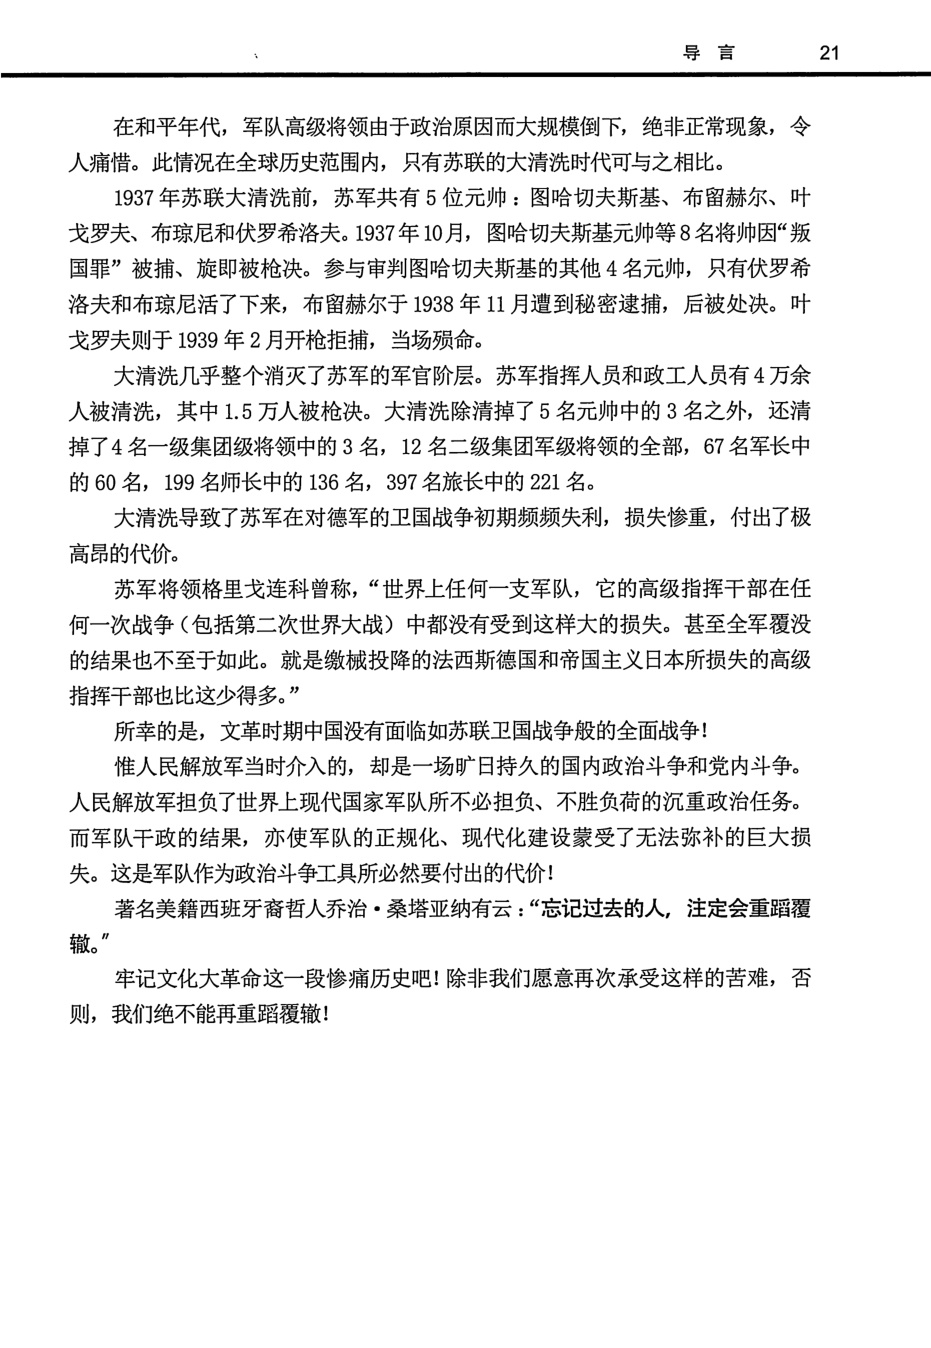 导 言 21
在和平年代，军队高级将领由于政治原因而大规模倒下，绝非正常现象，令
人痛惜。此情况在全球历史范围内，只有苏联的大清洗时代可与之相比。
1937 年苏联大清洗前，苏军共有 5 位元帅：图哈切夫斯基、布留赫尔、叶
戈罗夫、布琼尼和伏罗希洛夫。1937年10月，图哈切夫斯基元帅等8名将帅因“叛
国罪”被捕、旋即被枪决。参与审判图哈切夫斯基的其他 4 名元帅，只有伏罗希
洛夫和布琼尼活了下来，布留赫尔于 1938 年 11 月遭到秘密逮捕，后被处决。叶
戈罗夫则于 1939 年 2 月开枪拒捕，当场殒命。
大清洗几乎整个消灭了苏军的军官阶层。苏军指挥人员和政工人员有 4 万余
人被清洗，其中 1.5 万人被枪决。大清洗除清掉了 5 名元帅中的 3 名之外，还清
掉了 4 名一级集团级将领中的 3 名，12 名二级集团军级将领的全部，67 名军长中
的 60 名，199 名师长中的 136 名，397 名旅长中的 221 名。
大清洗导致了苏军在对德军的卫国战争初期频频失利，损失惨重，付出了极
高昂的代价。
苏军将领格里戈连科曾称，“世界上任何一支军队，它的高级指挥干部在任
何一次战争（包括第二次世界大战）中都没有受到这样大的损失。甚至全军覆没
的结果也不至于如此。就是缴械投降的法西斯德国和帝国主义日本所损失的高级
指挥干部也比这少得多。”
所幸的是，文革时期中国没有面临如苏联卫国战争般的全面战争！
惟人民解放军当时介入的，却是一场旷日持久的国内政治斗争和党内斗争。
人民解放军担负了世界上现代国家军队所不必担负、不胜负荷的沉重政治任务。
而军队干政的结果，亦使军队的正规化、现代化建设蒙受了无法弥补的巨大损
失。这是军队作为政治斗争工具所必然要付出的代价！
著名美籍西班牙裔哲人乔治·桑塔亚纳有云：“忘记过去的人，注定会重蹈覆
辙。”
牢记文化大革命这一段惨痛历史吧！除非我们愿意再次承受这样的苦难，否
则，我们绝不能再重蹈覆辙！